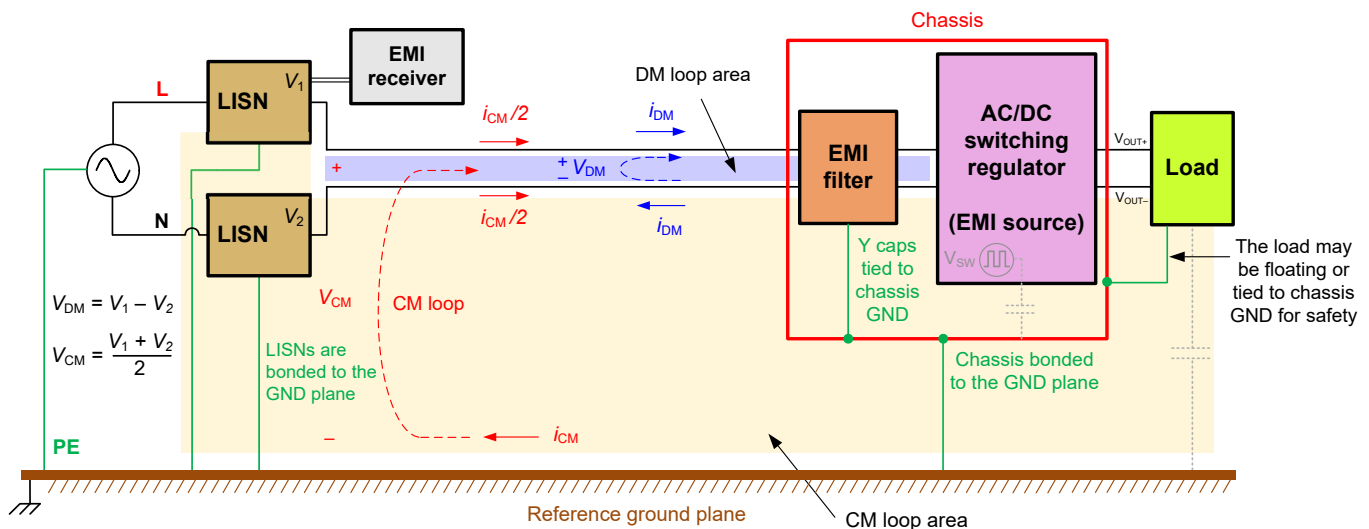 Chassis
EMI
receiver
L
LISN
V1
DM loop area
iCM/2
iDM
AC/DC
switching
regulator
(EMI source)
EMI
filter
VOUT+
Load
VOUT–
+
+
–
VDM
N
LISN
V2
iCM/2
iDM
VSW
Y caps
tied to
chassis
GND
The load may
be floating or
tied to chassis
GND for safety
VDM = V1 – V2
VCM = V1 + V2
2
VCM
CM loop
LISNs are
bonded to the
GND plane
Chassis bonded
to the GND plane
–
iCM
PE
Reference ground plane
CM loop area